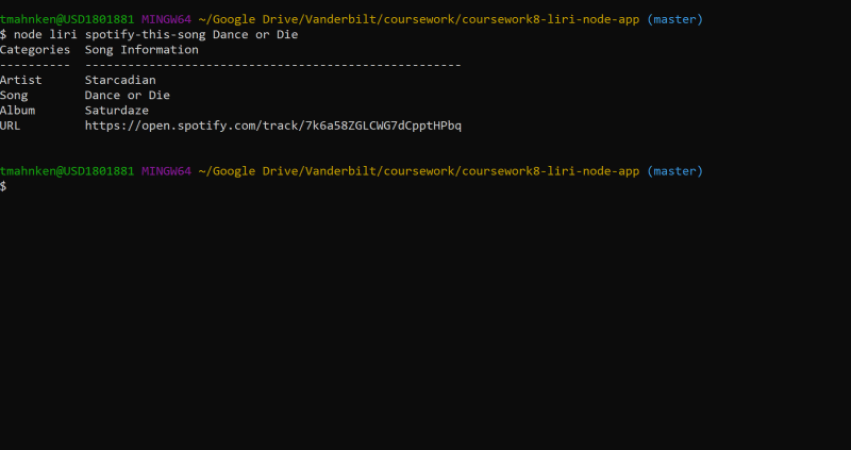 tmahnken@USD1801881 MINGW64 ~/Google Drive/Vanderbilt/coursework/coursework8-liri-node-app (master)
$ node liri spotify-this-song Dance or Die
Categories  Song Information
----------  -----------------------------------------------------
Artist      Starcadian
Song        Dance or Die
Album       Saturdaze
URL         https://open.spotify.com/track/7k6a58ZGLCWG7dCpptHPbq
tmahnken@USD1801881 MINGW64 ~/Google Drive/Vanderbilt/coursework/coursework8-liri-node-app (master)
$